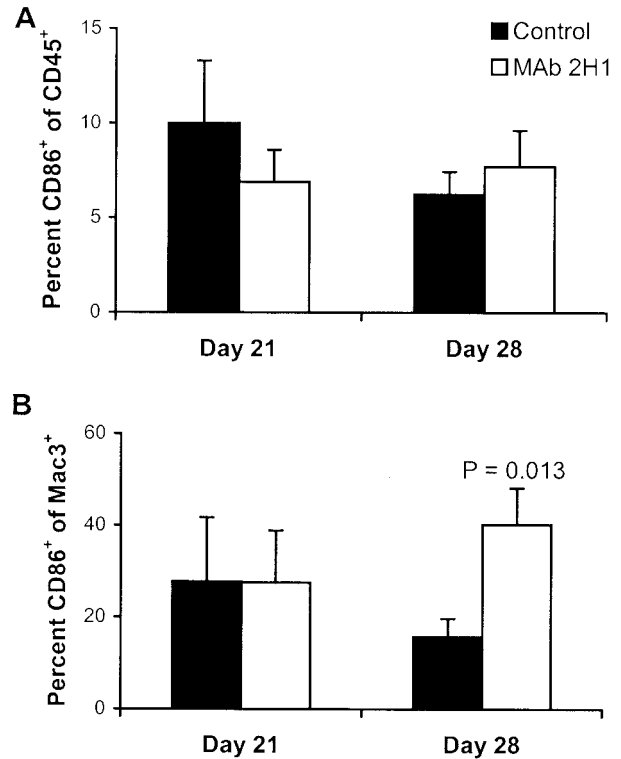 A
Percent CD86⁺ of CD45⁺
15
10
5
0
Control
MAb 2H1
Day 21
Day 28
B
Percent CD86⁺ of Mac3⁺
60
40
20
0
P = 0.013
Day 21
Day 28